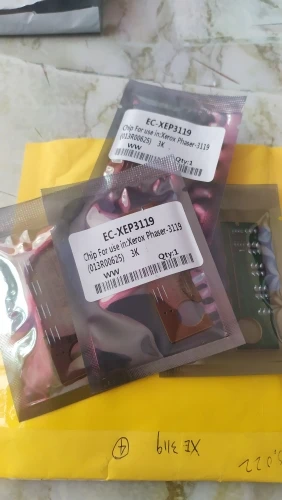 EC-XEP3119
Chip For use in:Xerox Phaser-3119
(013R00625) 3K
WW
Qty:1
EC-XEP3119
Chip For use in:Xerox Phaser-3119
(013R00625) 3K
WW
Qty:1
XE 3119
4